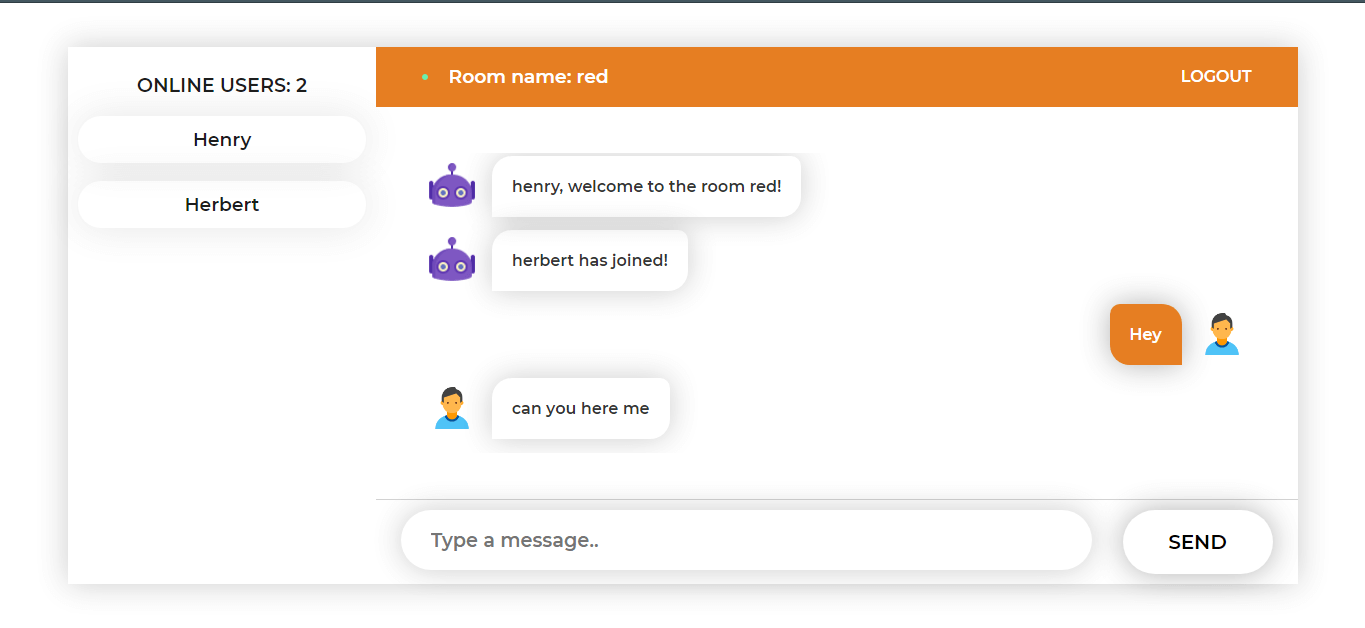 ONLINE USERS: 2
Henry
Herbert
Room name: red
LOGOUT
henry, welcome to the room red!
herbert has joined!
Hey
can you here me
Type a message..
SEND